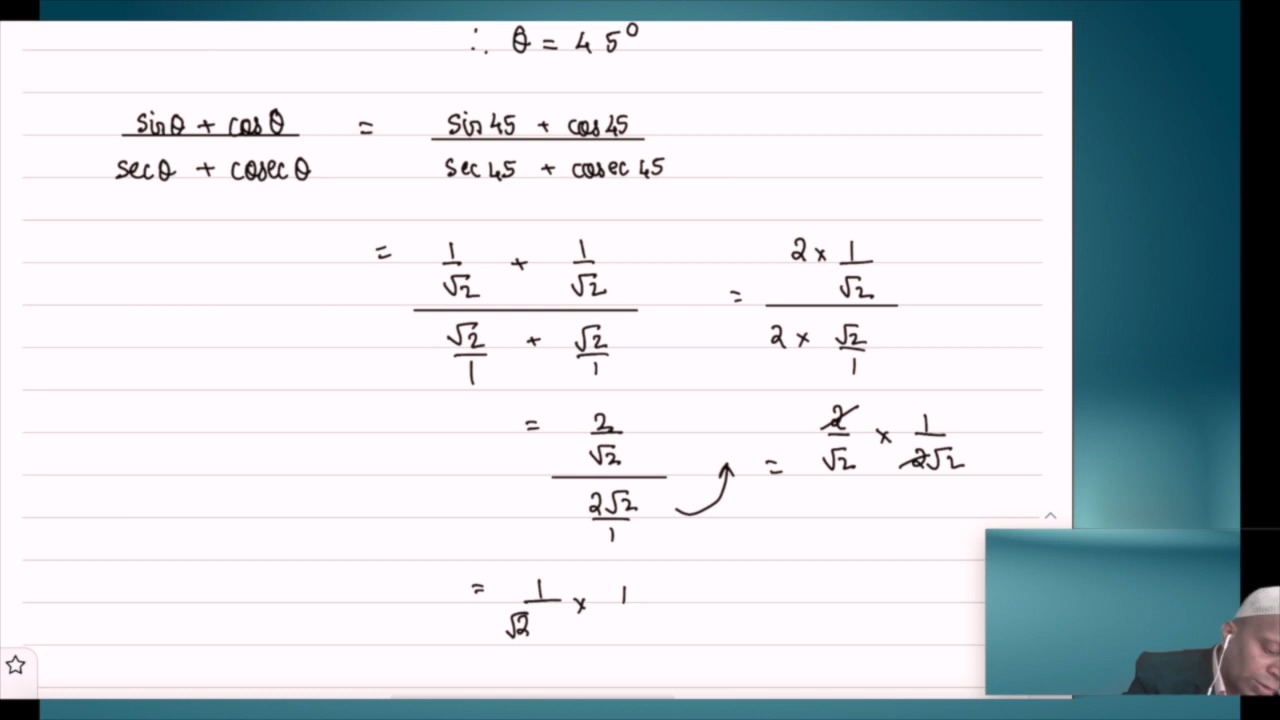 ∴ θ = 45°
sinθ + cosθ / secθ + cosecθ = sin45 + cos45 / sec45 + cosec45
= 1/√2 + 1/√2 / √2/1 + √2/1 = 2 × 1/√2 / 2 × √2/1
= 2/√2 / 2√2/1 = 2/√2 × 1/2√2
= 1/√2 × 1